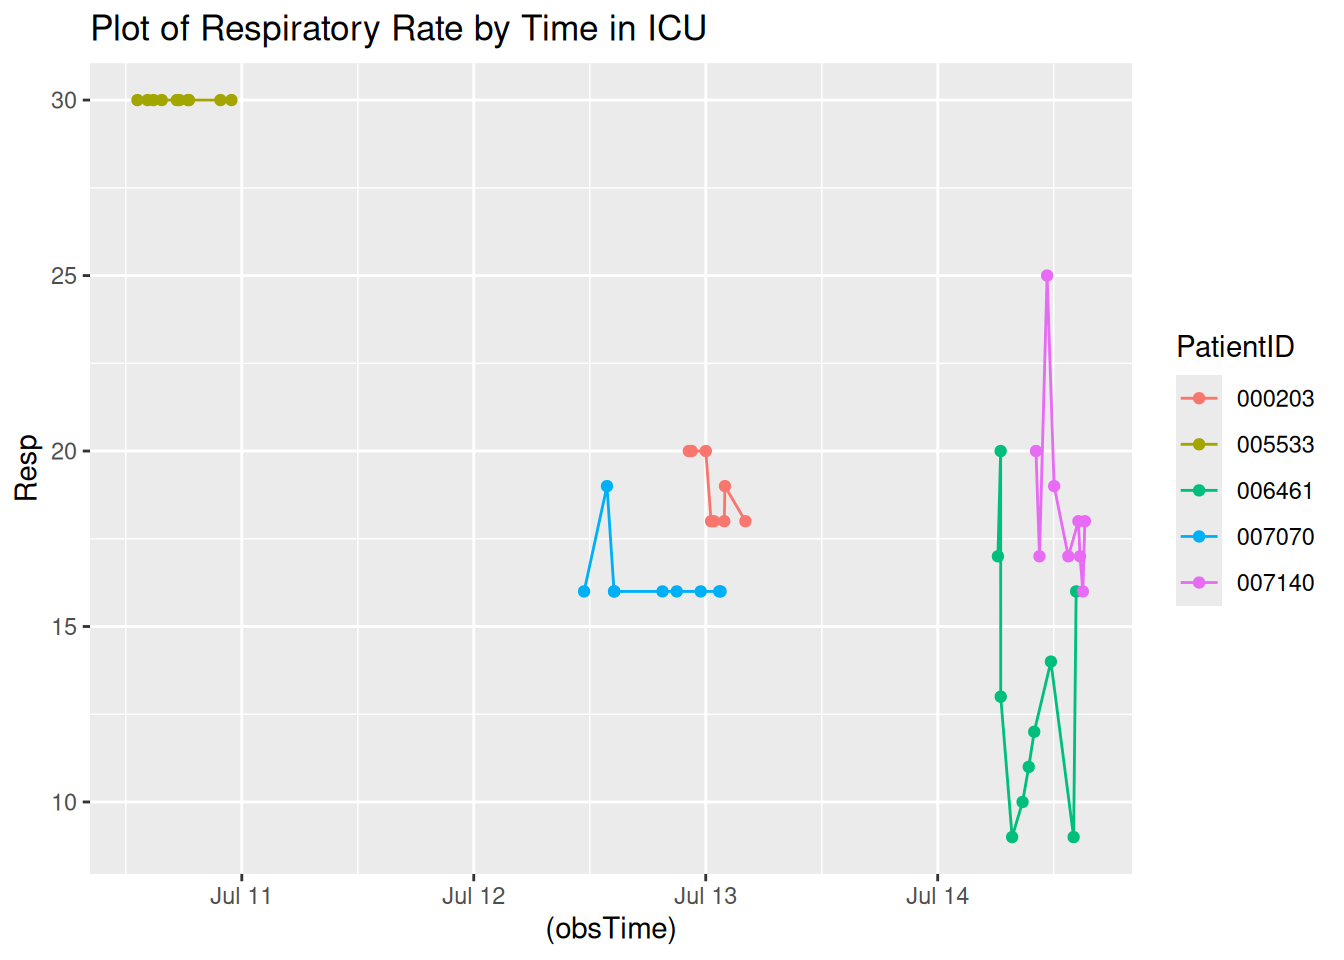 Plot of Respiratory Rate by Time in ICU
30
25
20
15
10
Resp
Jul 11
Jul 12
Jul 13
Jul 14
(obsTime)
PatientID
000203
005533
006461
007070
007140